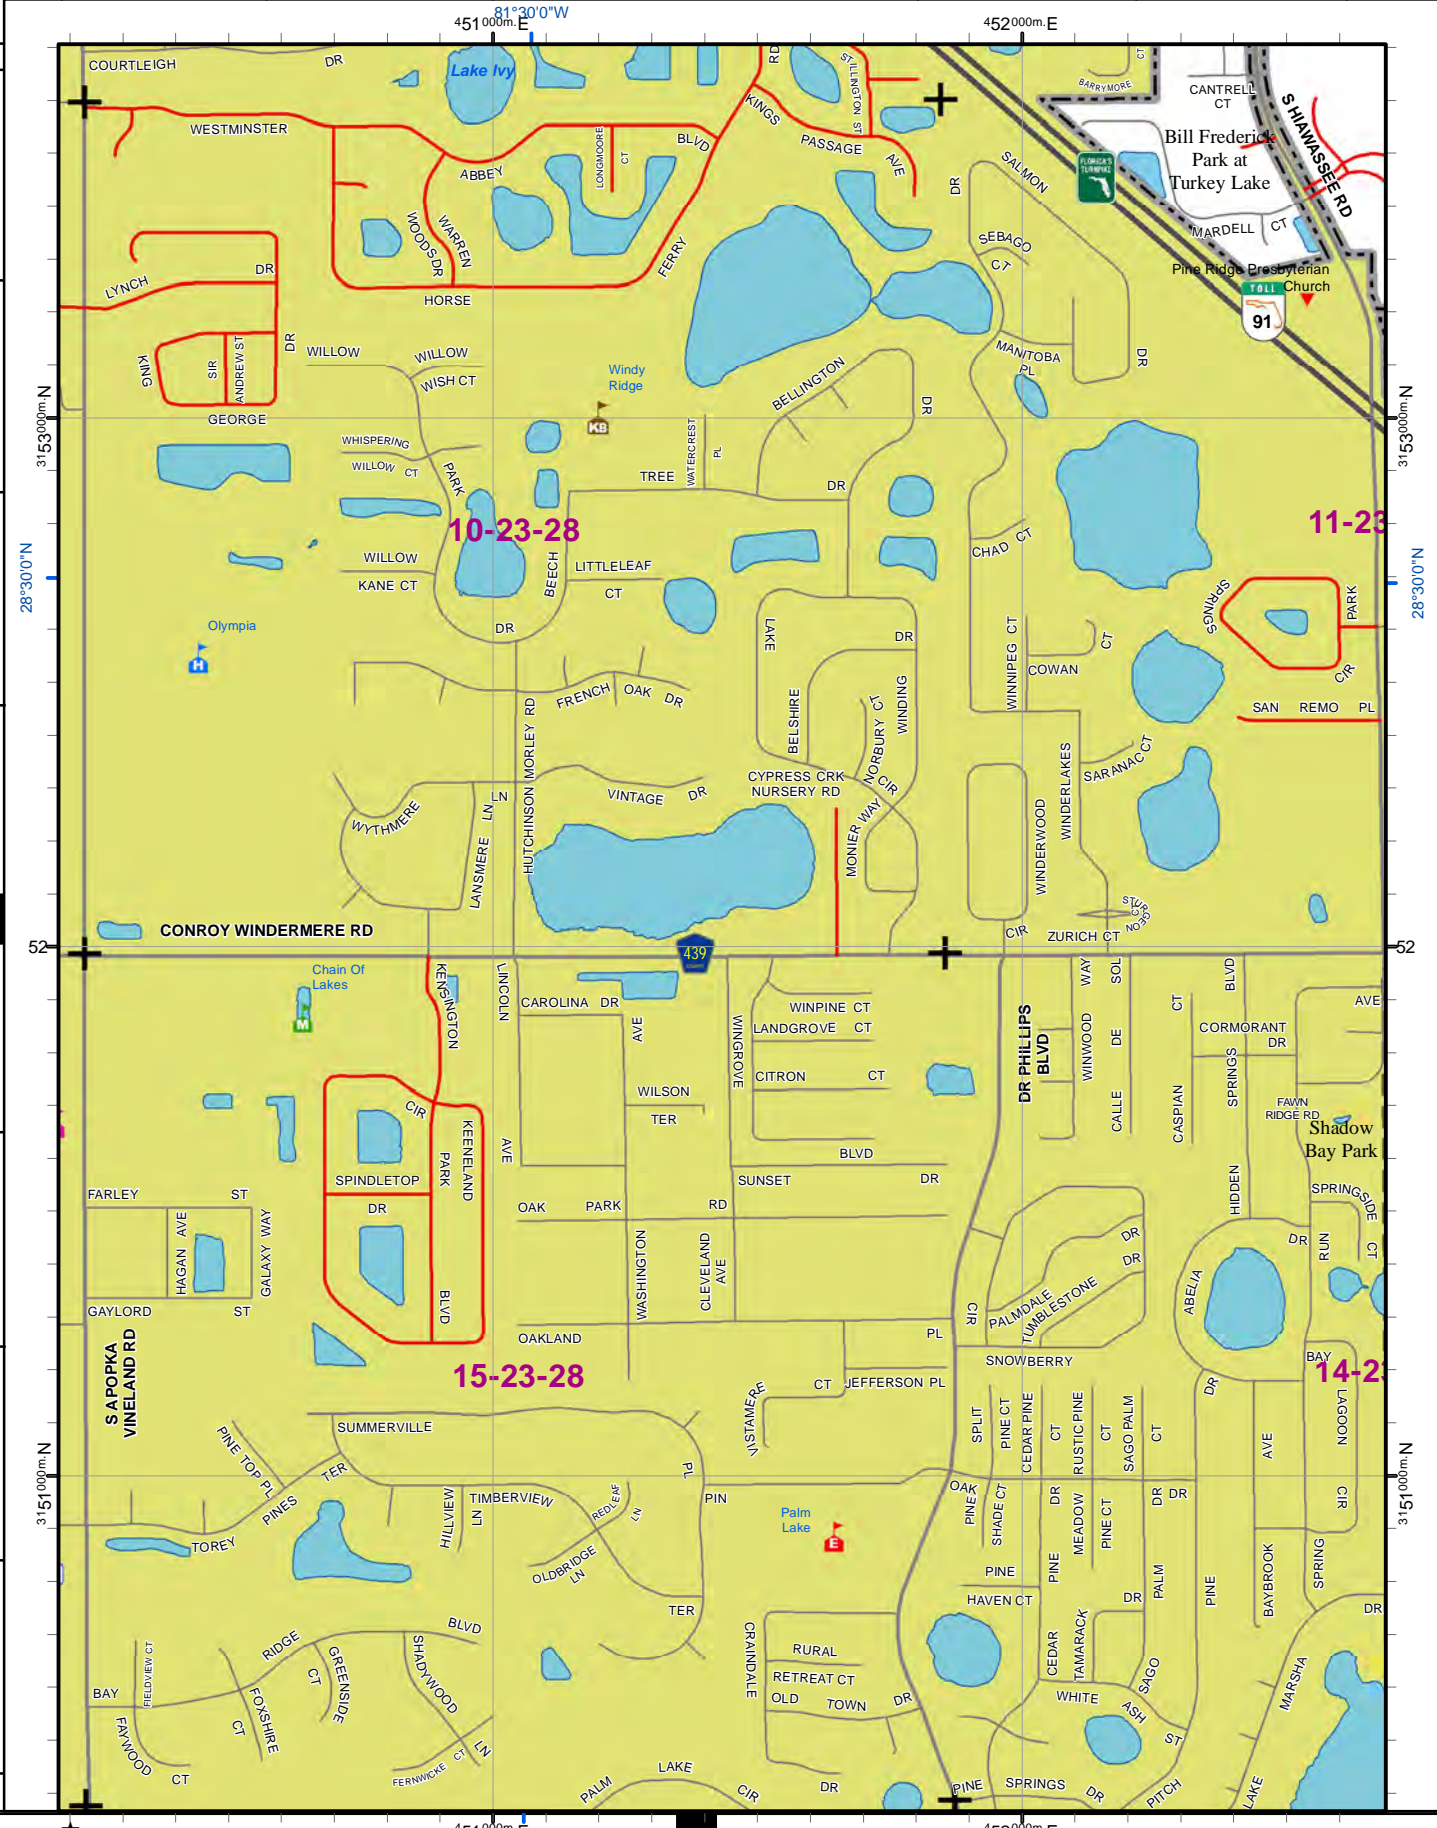 81°30'0"W
451000m.E
452000m.E
COURTLEIGH DR
Lake Ivy
RD
STILLINGTON ST
BARRYMORE CT
CANTRELL
CT
S HIAWASSEE RD
WESTMINSTER
ABBEY
BLVD
LONGMOORE
CT
KINGS
PASSAGE
AVE
Bill Frederick
Park at
Turkey Lake
FLORIDA'S
TURNPIKE
SALMON
DR
MARDELL CT
WOODS DR
WARREN
FERRY
SEBAGO
CT
LYNCH
DR
HORSE
Pine Ridge Presbyterian
Church
TOLL
91
KING
SIR
ANDREW ST
DR
GEORGE
WILLOW
WILLOW
WISH CT
Windy
Ridge
KB
BELLINGTON
DR
MANITOBA
PL
DR
3153000m.N
3153000m.N
WHISPERING
WILLOW CT
PARK
TREE
WATERCREST
PL
DR
10-23-28
11-23
CHAD CT
28°30'0"N
28°30'0"N
WILLOW
KANE CT
BEECH
LITTLELEAF
CT
DR
SPRINGS
PARK
CIR
Olympia
H
LAKE
DR
WINNIPEG CT
COWAN
CT
FRENCH OAK DR
HUTCHINSON MORLEY RD
BELSHIRE
NORBURY CT
WINDING
SAN REMO PL
WYTHMERE
LN
LANSMERE LN
VINTAGE DR
CYPRESS CRK
NURSERY RD
CIR
MONIER WAY
WINDERWOOD
WINDERLAKES
SARANAC CT
CIR
STURGEON
CT
ZURICH CT
CONROY WINDERMERE RD
52
52
439
Chain Of
Lakes
M
KENSINGTON
LINCOLN
CAROLINA DR
AVE
WINGROVE
WINPINE CT
LANDGROVE CT
CITRON CT
DR PHILLIPS
BLVD
WAY
WINWOOD
SOL
DE
CALLE
CT
CASPIAN
BLVD
SPRINGS
HIDDEN
CORMORANT
DR
AVE
FAWN
RIDGE RD
Shadow
Bay Park
CIR
KEENELAND
PARK
BLVD
AVE
WILSON
TER
BLVD
SUNSET DR
SPINDLETOP
DR
FARLEY ST
HAGAN AVE
GALAXY WAY
GAYLORD ST
OAK PARK RD
WASHINGTON
CLEVELAND
AVE
DR
DR
PALMDALE
TUMBLESTONE
CIR
ABELIA
DR
RUN
SPRINGSIDE
CT
S APOPKA
VINELAND RD
OAKLAND PL
SNOWBERRY
BAY
15-23-28
14-23
VISTAMERE
CT
JEFFERSON PL
DR
SUMMERVILLE
PINE TOP PL
TER
PINES
TOREY
HILLVIEW
LN
TIMBERVIEW
REDLEAF
LN
OLDBRIDGE
LN
PL
PIN OAK
Palm
Lake
E
TER
SPLIT
PINE CT
CEDAR PINE
CT
RUSTIC PINE
CT
SAGO PALM
CT
AVE
LAGOON
CIR
PINE
SHADE CT
DR
MEADOW
PINE CT
DR DR
3151000m.N
3151000m.N
PINE
HAVEN CT
PINE
CEDAR
TAMARACK
DR
PALM
SAGO
PINE
BAYBROOK
SPRING
DR
BAY
RIDGE
BLVD
FIELDVIEW CT
FAYWOOD
CT
FOXSHIRE
CT
GREENSIDE
CT
SHADYWOOD
LN
FERNWICKE CT
CRAINDALE
RURAL
RETREAT CT
OLD TOWN DR
WHITE
ASH
ST
MARSHA
PALM
LAKE
CIR
DR
PINE SPRINGS DR
PITCH
LAKE
451000m.E